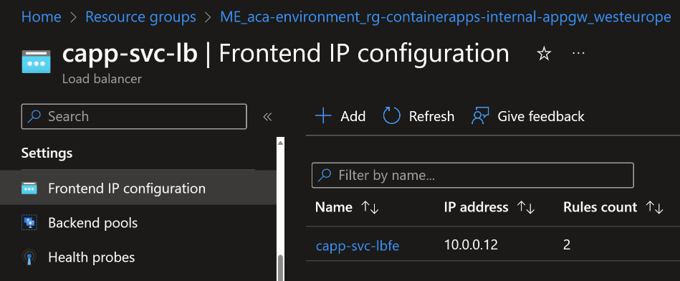 Home > Resource groups > ME_aca-environment_rg-containerapps-internal-appgw_westeurope
capp-svc-lb | Frontend IP configuration ☆ ...
Load balancer
Search «
+ Add Refresh Give feedback
Settings
Filter by name...
Frontend IP configuration
Name ↑↓ IP address ↑↓ Rules count ↑↓
Backend pools
capp-svc-lbfe 10.0.0.12 2
Health probes